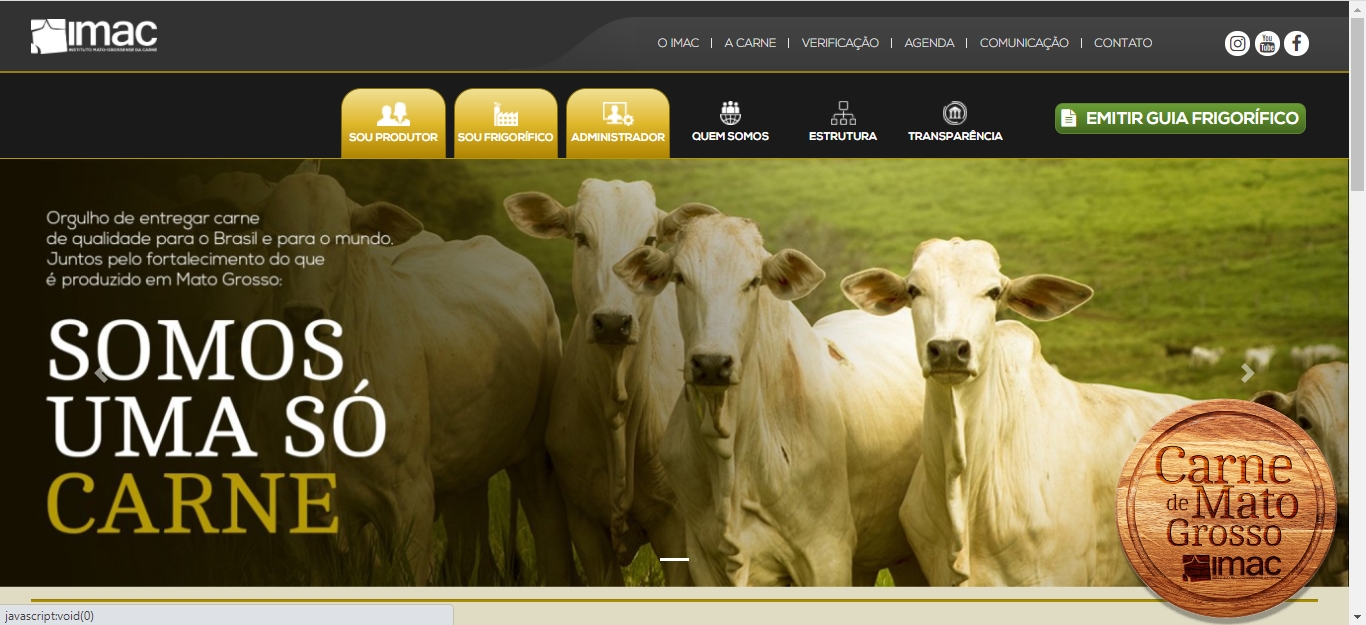 imac
INSTITUTO MATO-GROSSENSE DA CARNE
O IMAC | A CARNE | VERIFICAÇÃO | AGENDA | COMUNICAÇÃO | CONTATO
You
Tube
SOU PRODUTOR
SOU FRIGORÍFICO
ADMINISTRADOR
QUEM SOMOS
ESTRUTURA
TRANSPARÊNCIA
EMITIR GUIA FRIGORÍFICO
Orgulho de entregar carne
de qualidade para o Brasil e para o mundo.
Juntos pelo fortalecimento do que
é produzido em Mato Grosso:
SOMOS
UMA SÓ
CARNE
Carne
de Mato
Grosso
imac
javascript:void(0)